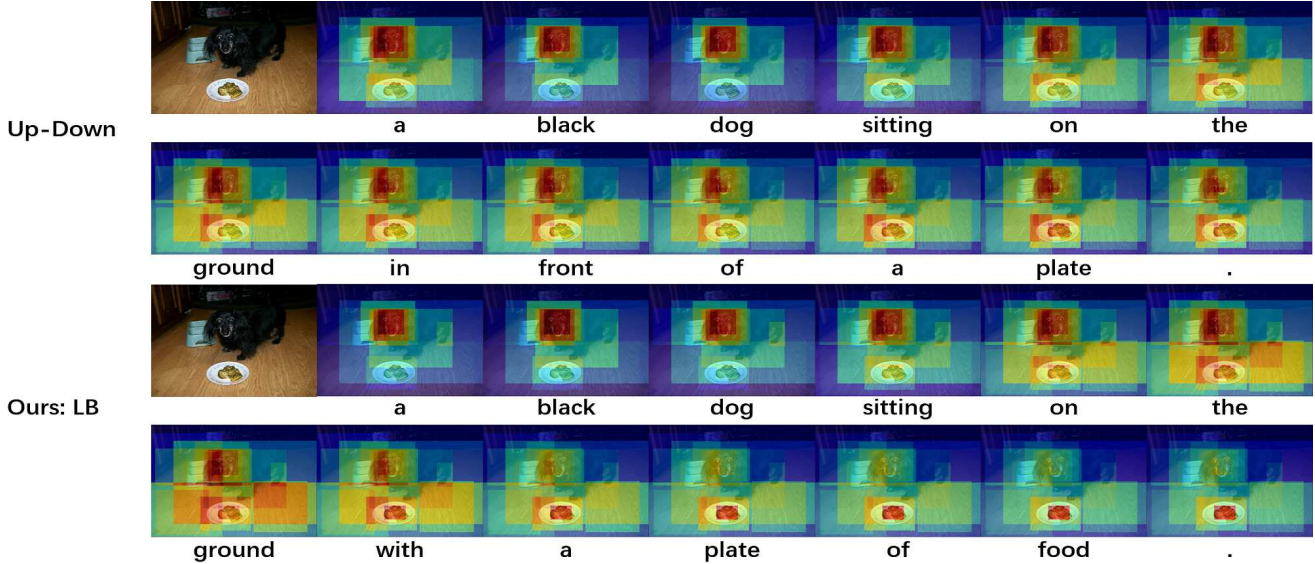 a black dog sitting on the
Up-Down
ground in front of a plate .
a black dog sitting on the
Ours: LB
ground with a plate of food .